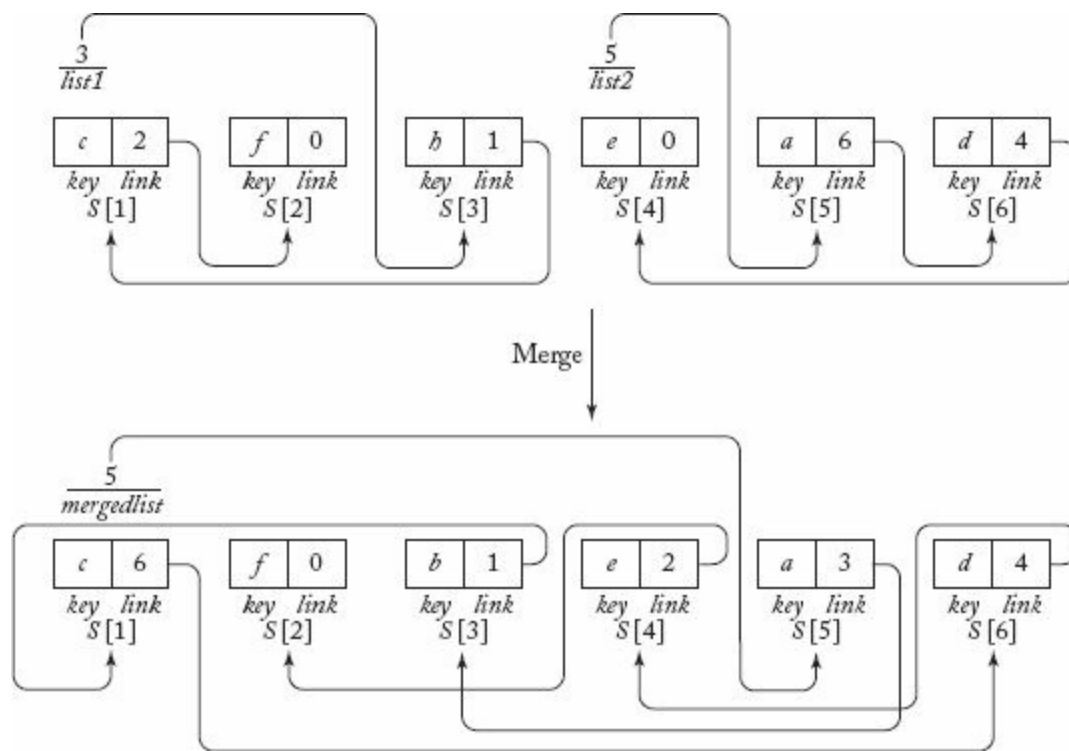 3 5
list1 list2
c 2 f 0 h 1 e 0 a 6 d 4
key link key link key link key link key link key link
S[1] S[2] S[3] S[4] S[5] S[6]
Merge
5
mergedlist
c 6 f 0 b 1 e 2 a 3 d 4
key link key link key link key link key link key link
S[1] S[2] S[3] S[4] S[5] S[6]